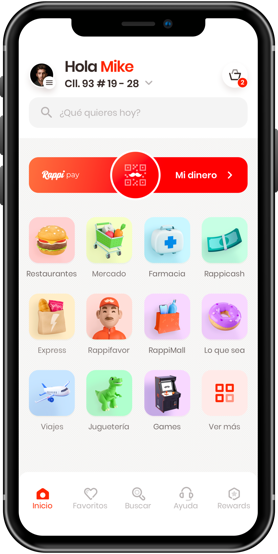 Hola Mike
Cll. 93 # 19 - 28
2
¿Qué quieres hoy?
Rappi pay
Mi dinero
Restaurantes Mercado Farmacia Rappicash
Express Rappifavor RappiMall Lo que sea
Viajes Juguetería Games Ver más
Inicio Favoritos Buscar Ayuda Rewards